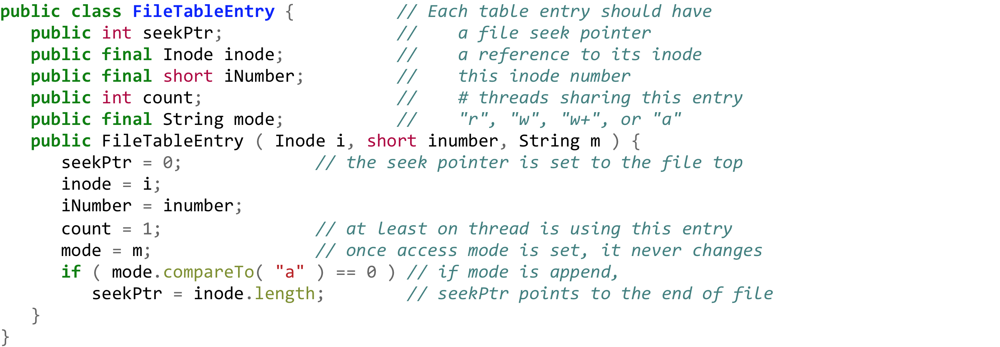 public class FileTableEntry {          // Each table entry should have
   public int seekPtr;                 //    a file seek pointer
   public final Inode inode;           //    a reference to its inode
   public final short iNumber;         //    this inode number
   public int count;                   //    # threads sharing this entry
   public final String mode;           //    "r", "w", "w+", or "a"
   public FileTableEntry ( Inode i, short inumber, String m ) {
      seekPtr = 0;             // the seek pointer is set to the file top
      inode = i;
      iNumber = inumber;
      count = 1;               // at least on thread is using this entry
      mode = m;                // once access mode is set, it never changes
      if ( mode.compareTo( "a" ) == 0 ) // if mode is append,
         seekPtr = inode.length;        // seekPtr points to the end of file
   }
}